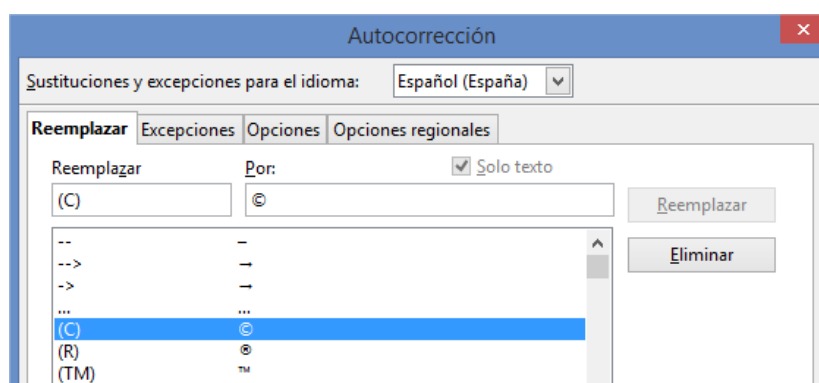 Autocorrección
Sustituciones y excepciones para el idioma: Español (España)
Reemplazar Excepciones Opciones Opciones regionales
Reemplazar Por: Solo texto
(C) © Reemplazar
-- – Eliminar
--> →
-> →
... ...
(C) ©
(R) ®
(TM) ™